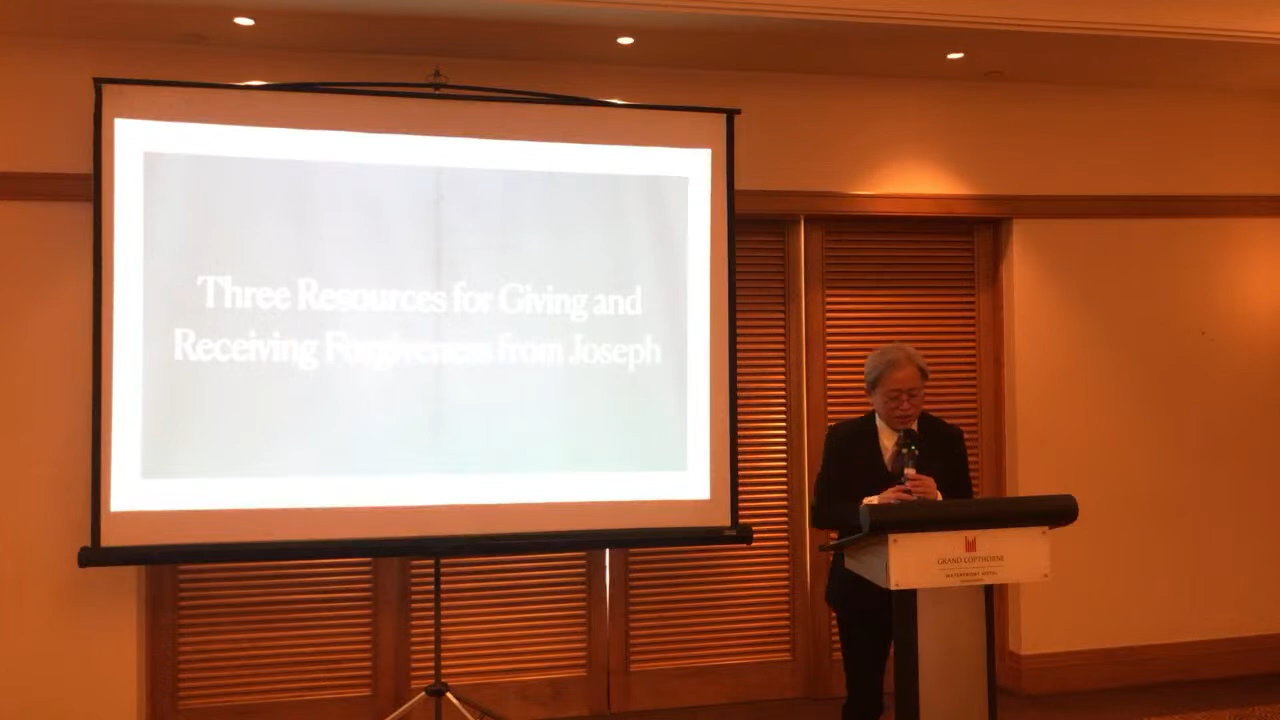 Three Resources for Giving and
Receiving Forgiveness from Joseph
GRAND COPTHORNE
WATERFRONT HOTEL